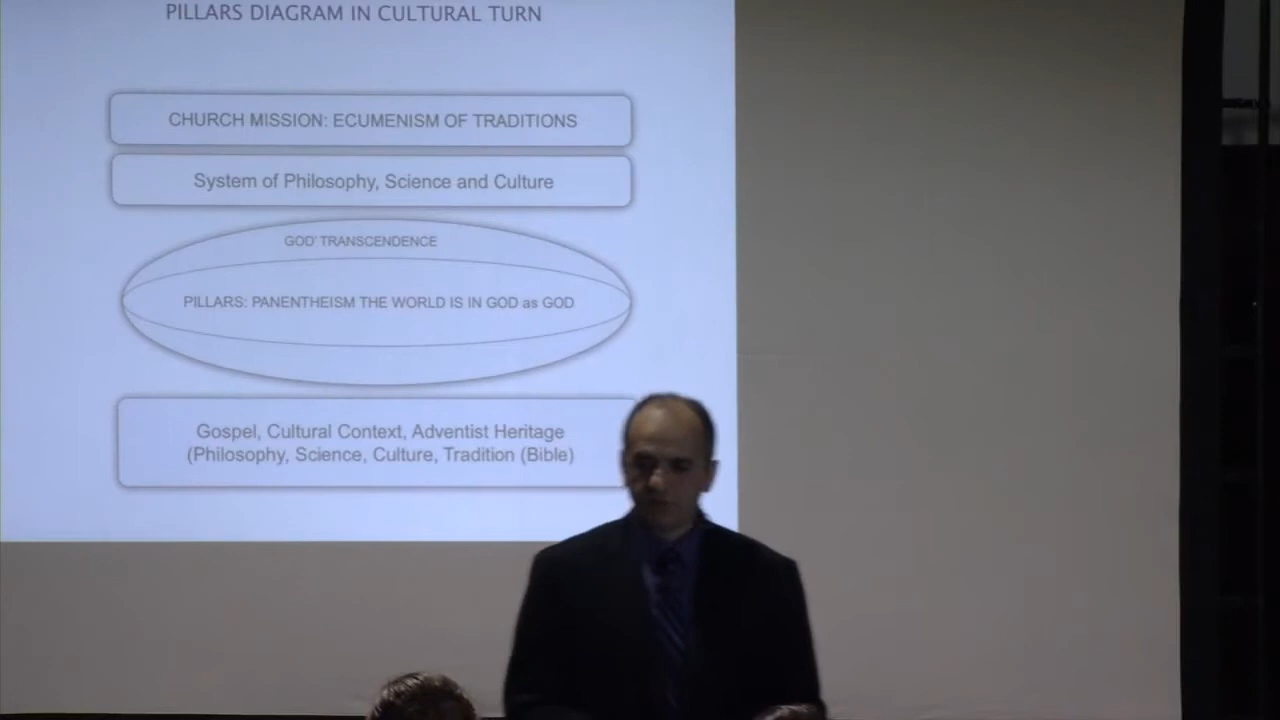 PILLARS DIAGRAM IN CULTURAL TURN
CHURCH MISSION: ECUMENISM OF TRADITIONS
System of Philosophy, Science and Culture
GOD' TRANSCENDENCE
PILLARS: PANENTHEISM THE WORLD IS IN GOD as GOD
Gospel, Cultural Context, Adventist Heritage
(Philosophy, Science, Culture, Tradition (Bible)